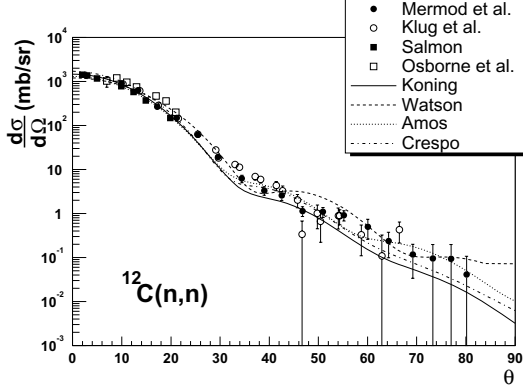 Mermod et al.
Klug et al.
Salmon
Osborne et al.
Koning
Watson
Amos
Crespo
dσ/dΩ (mb/sr)
10⁴
10³
10²
10
1
10⁻¹
10⁻²
10⁻³
¹²C(n,n)
0 10 20 30 40 50 60 70 80 90
θ